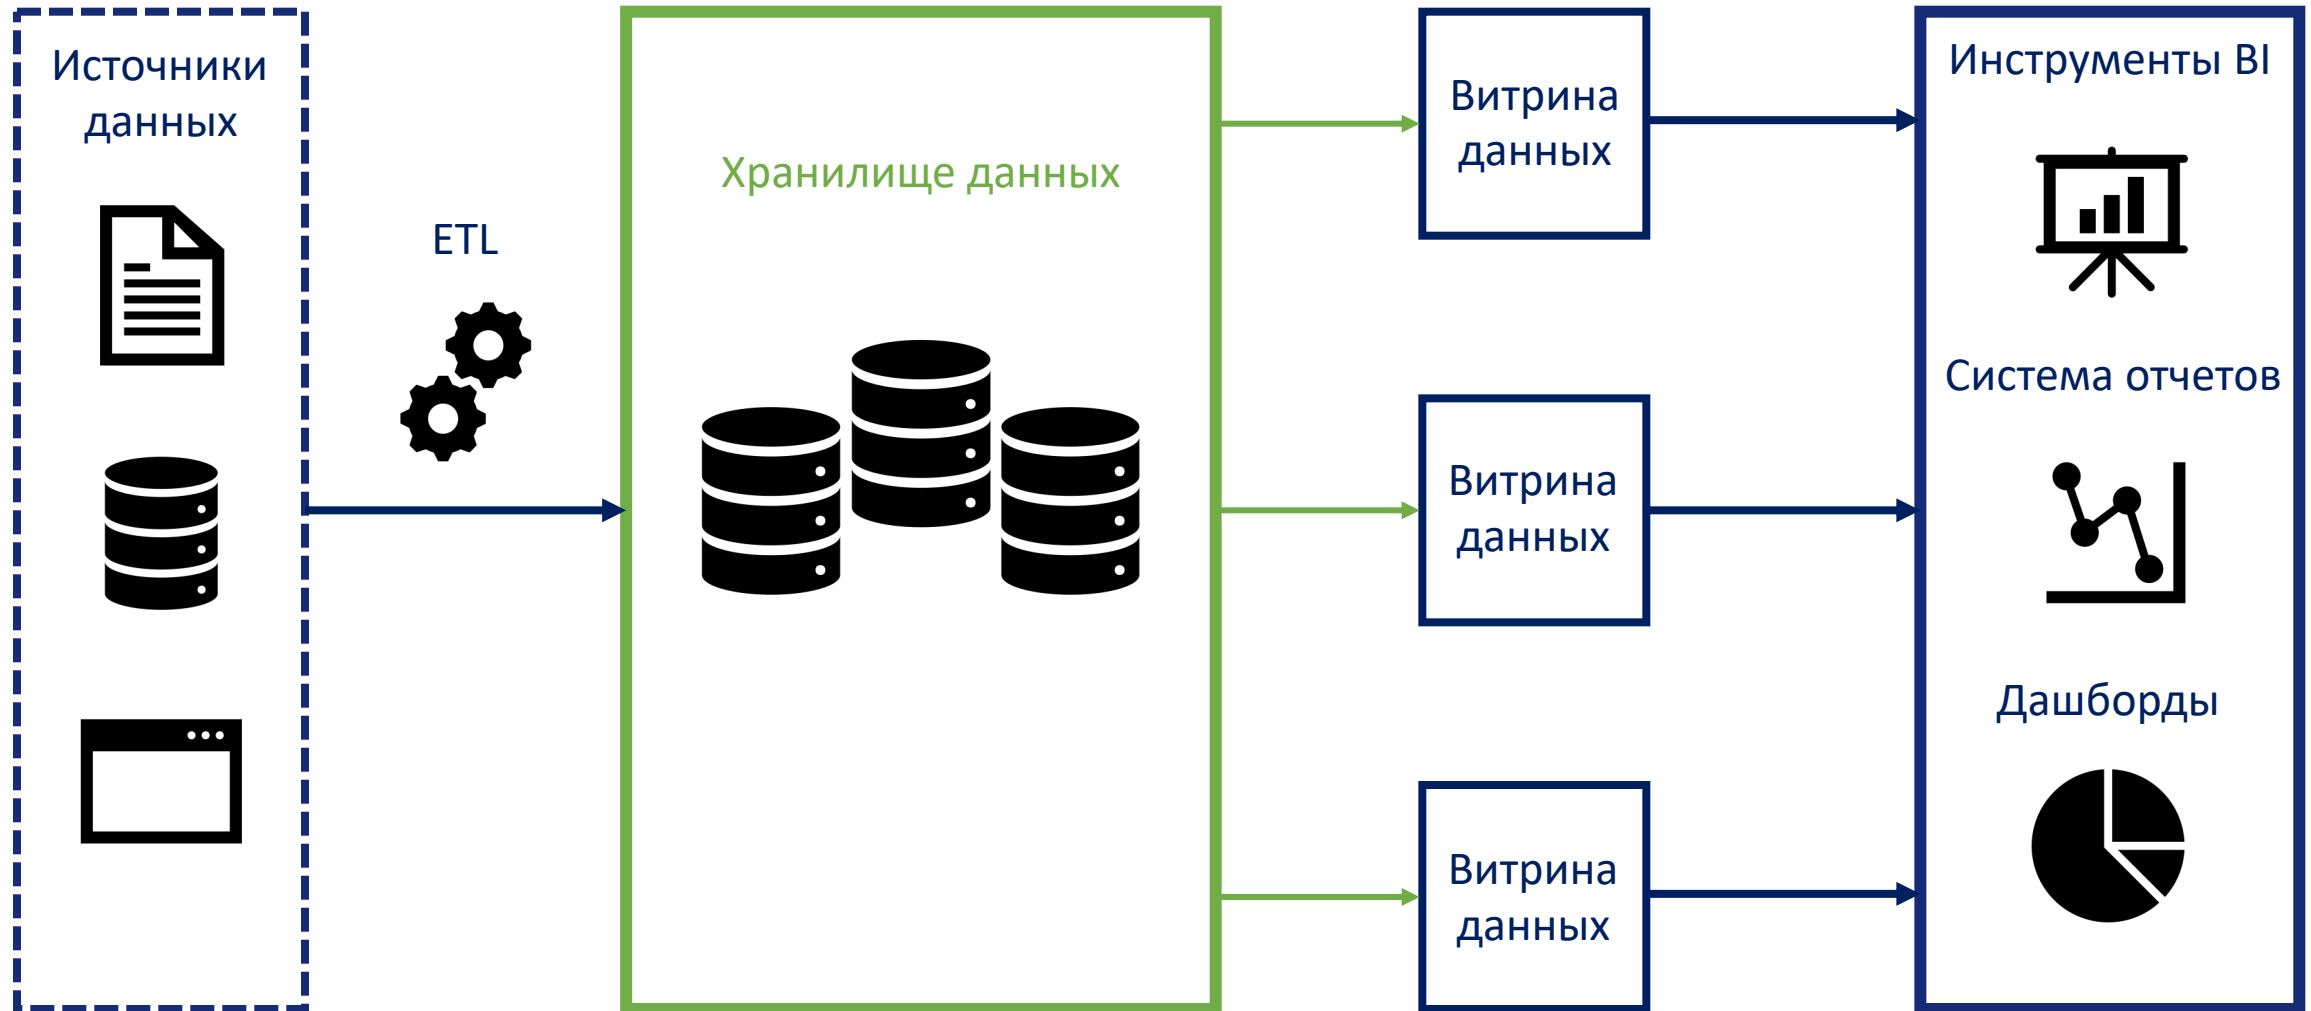 Источники
данных
ETL
Хранилище данных
Витрина
данных
Витрина
данных
Витрина
данных
Инструменты BI
Система отчетов
Дашборды